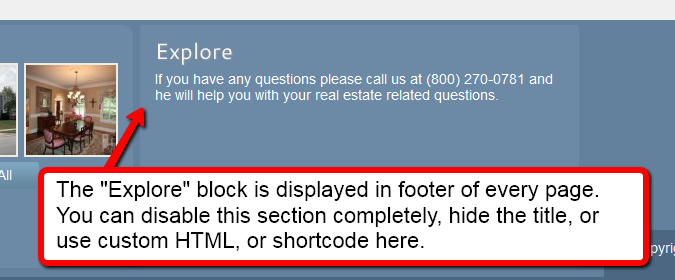 Explore
If you have any questions please call us at (800) 270-0781 and
he will help you with your real estate related questions.
All
The "Explore" block is displayed in footer of every page.
You can disable this section completely, hide the title, or
use custom HTML, or shortcode here.